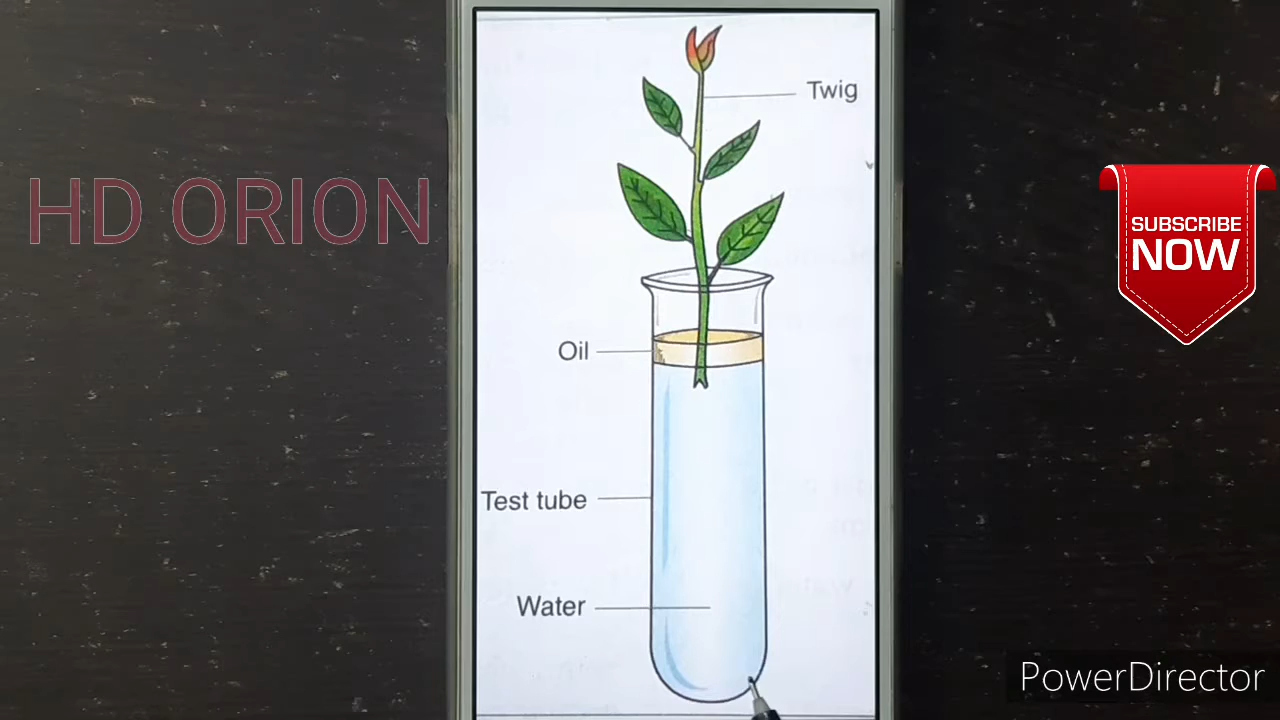 Twig
HD ORION
SUBSCRIBE
NOW
Oil
Test tube
Water
PowerDirector